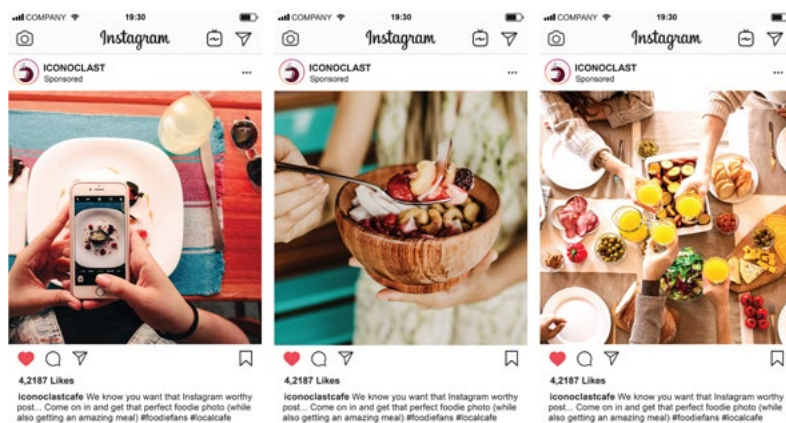 COMPANY 19:30
Instagram
ICONOCLAST
Sponsored
4,2187 Likes
iconoclastcafe We know you want that Instagram worthy
post... Come on in and get that perfect foodie photo (while
also getting an amazing meal) #foodiefans #localcafe
COMPANY 19:30
Instagram
ICONOCLAST
Sponsored
4,2187 Likes
iconoclastcafe We know you want that Instagram worthy
post... Come on in and get that perfect foodie photo (while
also getting an amazing meal) #foodiefans #localcafe
COMPANY 19:30
Instagram
ICONOCLAST
Sponsored
4,2187 Likes
iconoclastcafe We know you want that Instagram worthy
post... Come on in and get that perfect foodie photo (while
also getting an amazing meal) #foodiefans #localcafe